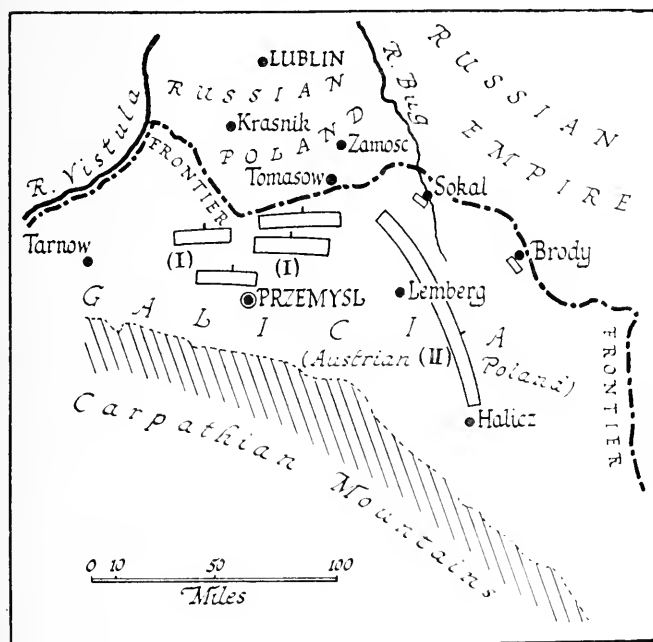 LUBLIN
RUSSIAN
POLAND
RUSSIAN
EMPIRE
R. Bug
R. Vistula
Krasnik
Zamosc
FRONTIER
Tomasow
Sokal
Tarnow
(I)
(I)
Brody
PRZEMYSL
Lemberg
GALICIA
(Austrian (II) Poland)
FRONTIER
Halicz
Carpathian Mountains
0 10 50 100
Miles